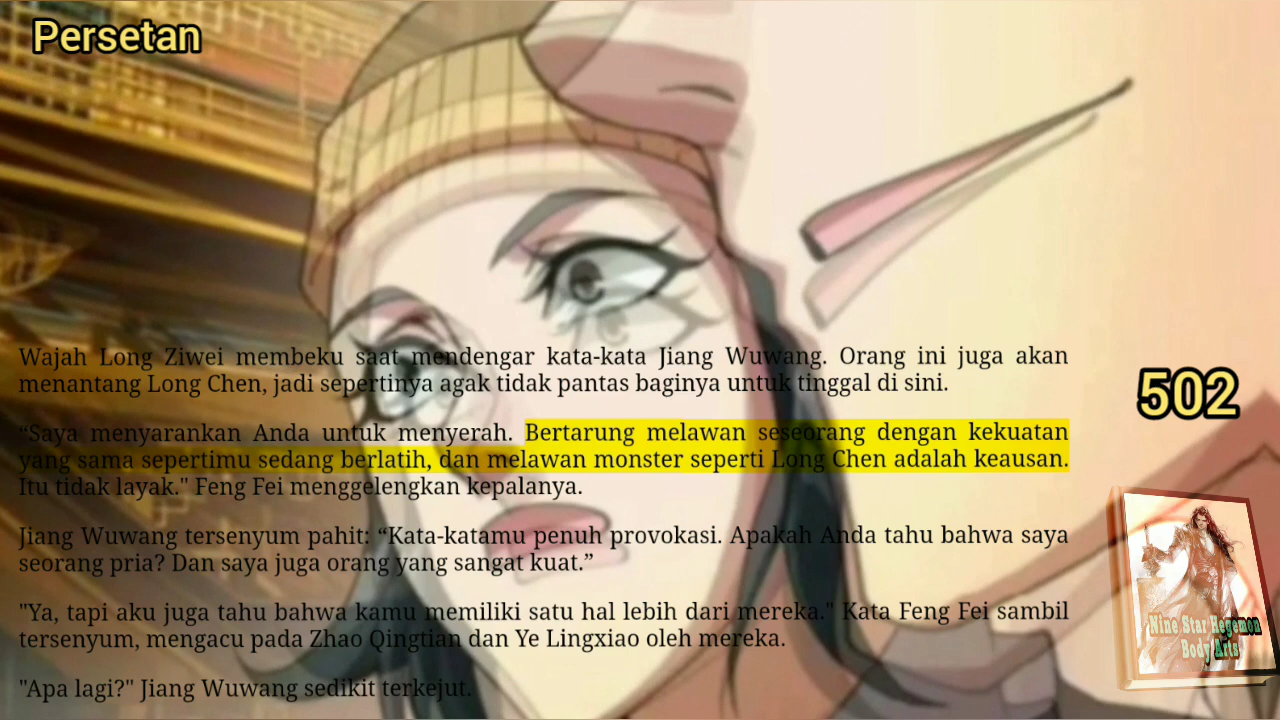 Persetan
Wajah Long Ziwei membeku saat mendengar kata-kata Jiang Wuwang. Orang ini juga akan
menantang Long Chen, jadi sepertinya agak tidak pantas baginya untuk tinggal di sini.
“Saya menyarankan Anda untuk menyerah. Bertarung melawan seseorang dengan kekuatan
yang sama sepertimu sedang berlatih, dan melawan monster seperti Long Chen adalah keausan.
Itu tidak layak." Feng Fei menggelengkan kepalanya.
Jiang Wuwang tersenyum pahit: “Kata-katamu penuh provokasi. Apakah Anda tahu bahwa saya
seorang pria? Dan saya juga orang yang sangat kuat.”
"Ya, tapi aku juga tahu bahwa kamu memiliki satu hal lebih dari mereka." Kata Feng Fei sambil
tersenyum, mengacu pada Zhao Qingtian dan Ye Lingxiao oleh mereka.
"Apa lagi?" Jiang Wuwang sedikit terkejut.
502
Nine Star Hegemon
Body Arts